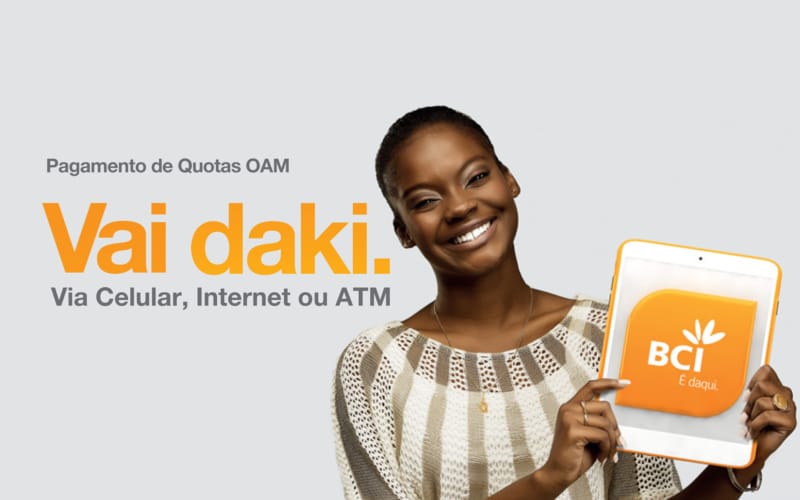 Pagamento de Quotas OAM
Vai daki.
Via Celular, Internet ou ATM
BCI
É daqui.